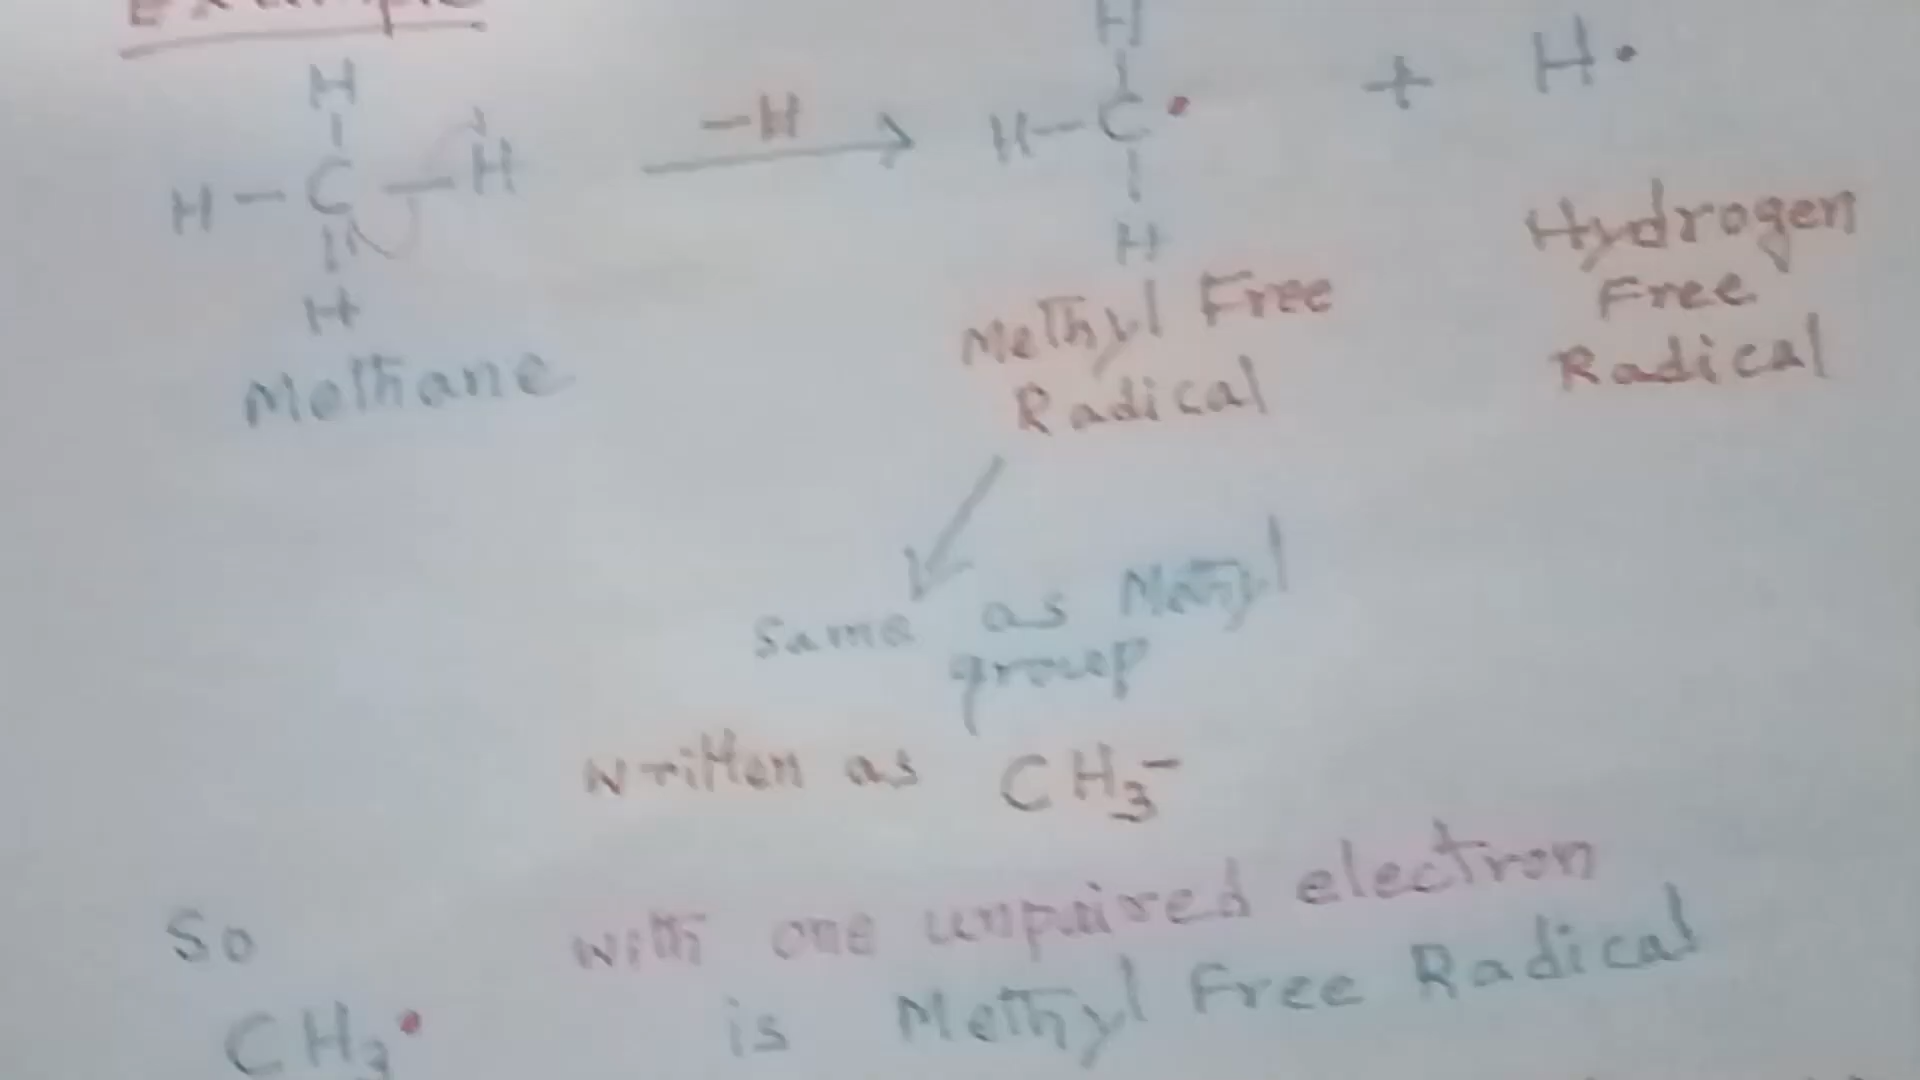 Example
H
H – C – H
H
Methane
–H
H
H – C •
H
Methyl Free
Radical
+
H •
Hydrogen
Free
Radical
Same as Methyl
group
written as CH₃–
So with one unpaired electron
CH₃• is Methyl Free Radical